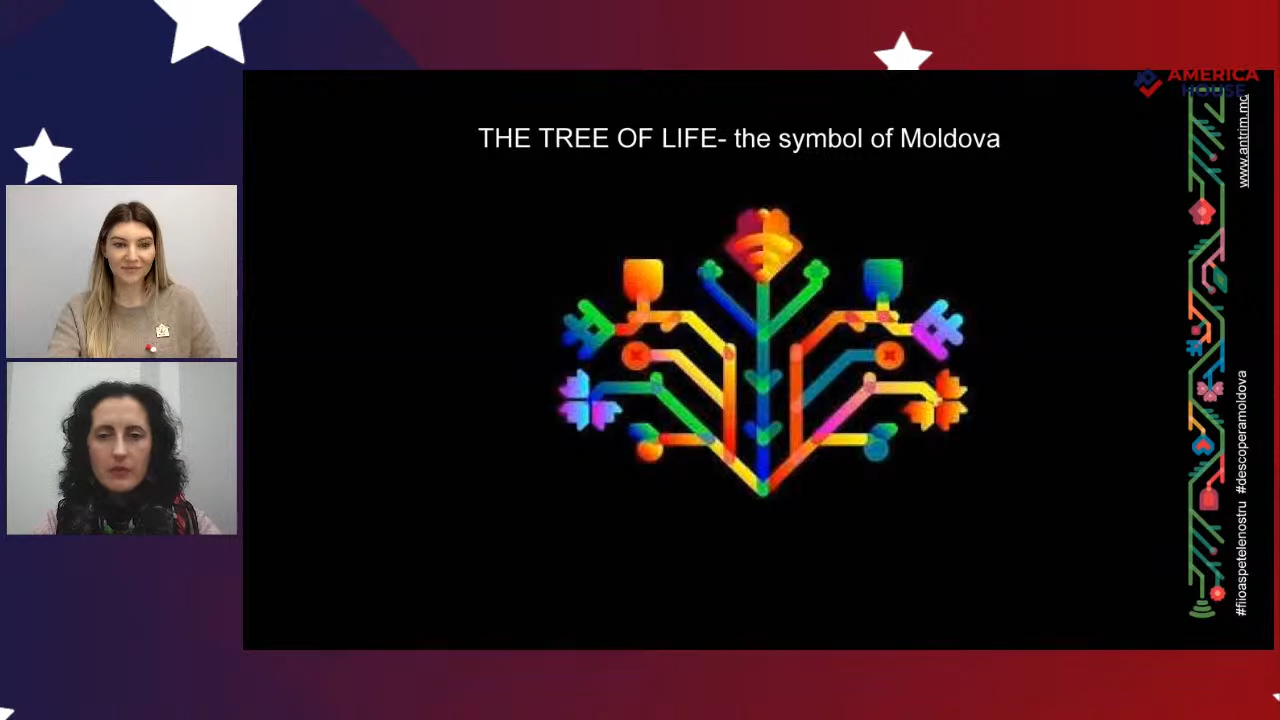 AMERICA
HOUSE
THE TREE OF LIFE- the symbol of Moldova
www.antrim.md
#fiioaspetelenostru #descoperamoldova